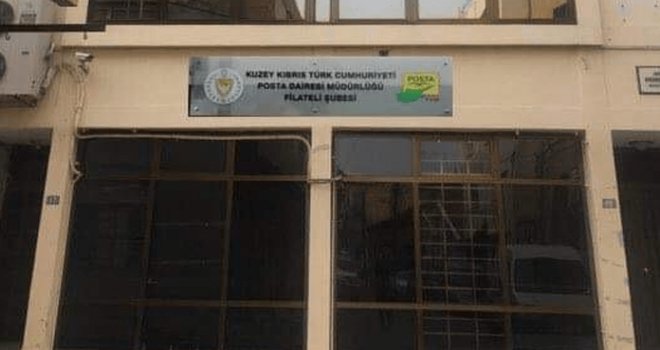 KUZEY KIBRIS TÜRK CUMHURİYETİ
POSTA DAİRESİ MÜDÜRLÜĞÜ
FİLATELİ ŞUBESİ
POSTA